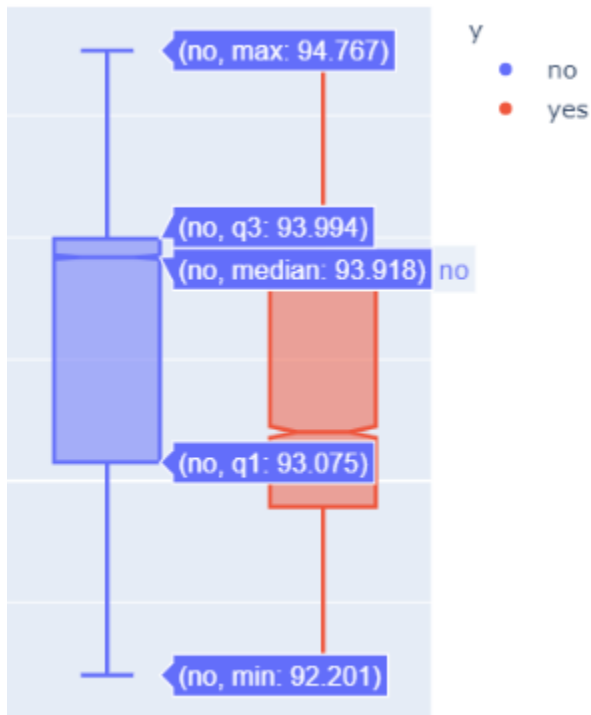 (no, max: 94.767)
y
no
yes
(no, q3: 93.994)
(no, median: 93.918) no
(no, q1: 93.075)
(no, min: 92.201)